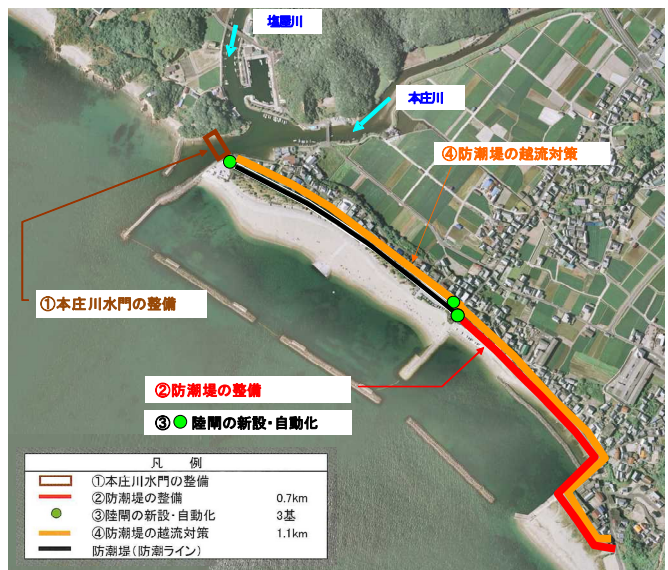 塩屋川
本庄川
④防潮堤の越流対策
①本庄川水門の整備
②防潮堤の整備
③ 陸閘の新設・自動化
凡 例
①本庄川水門の整備
②防潮堤の整備 0.7km
③陸閘の新設・自動化 3基
④防潮堤の越流対策 1.1km
防潮堤（防潮ライン）